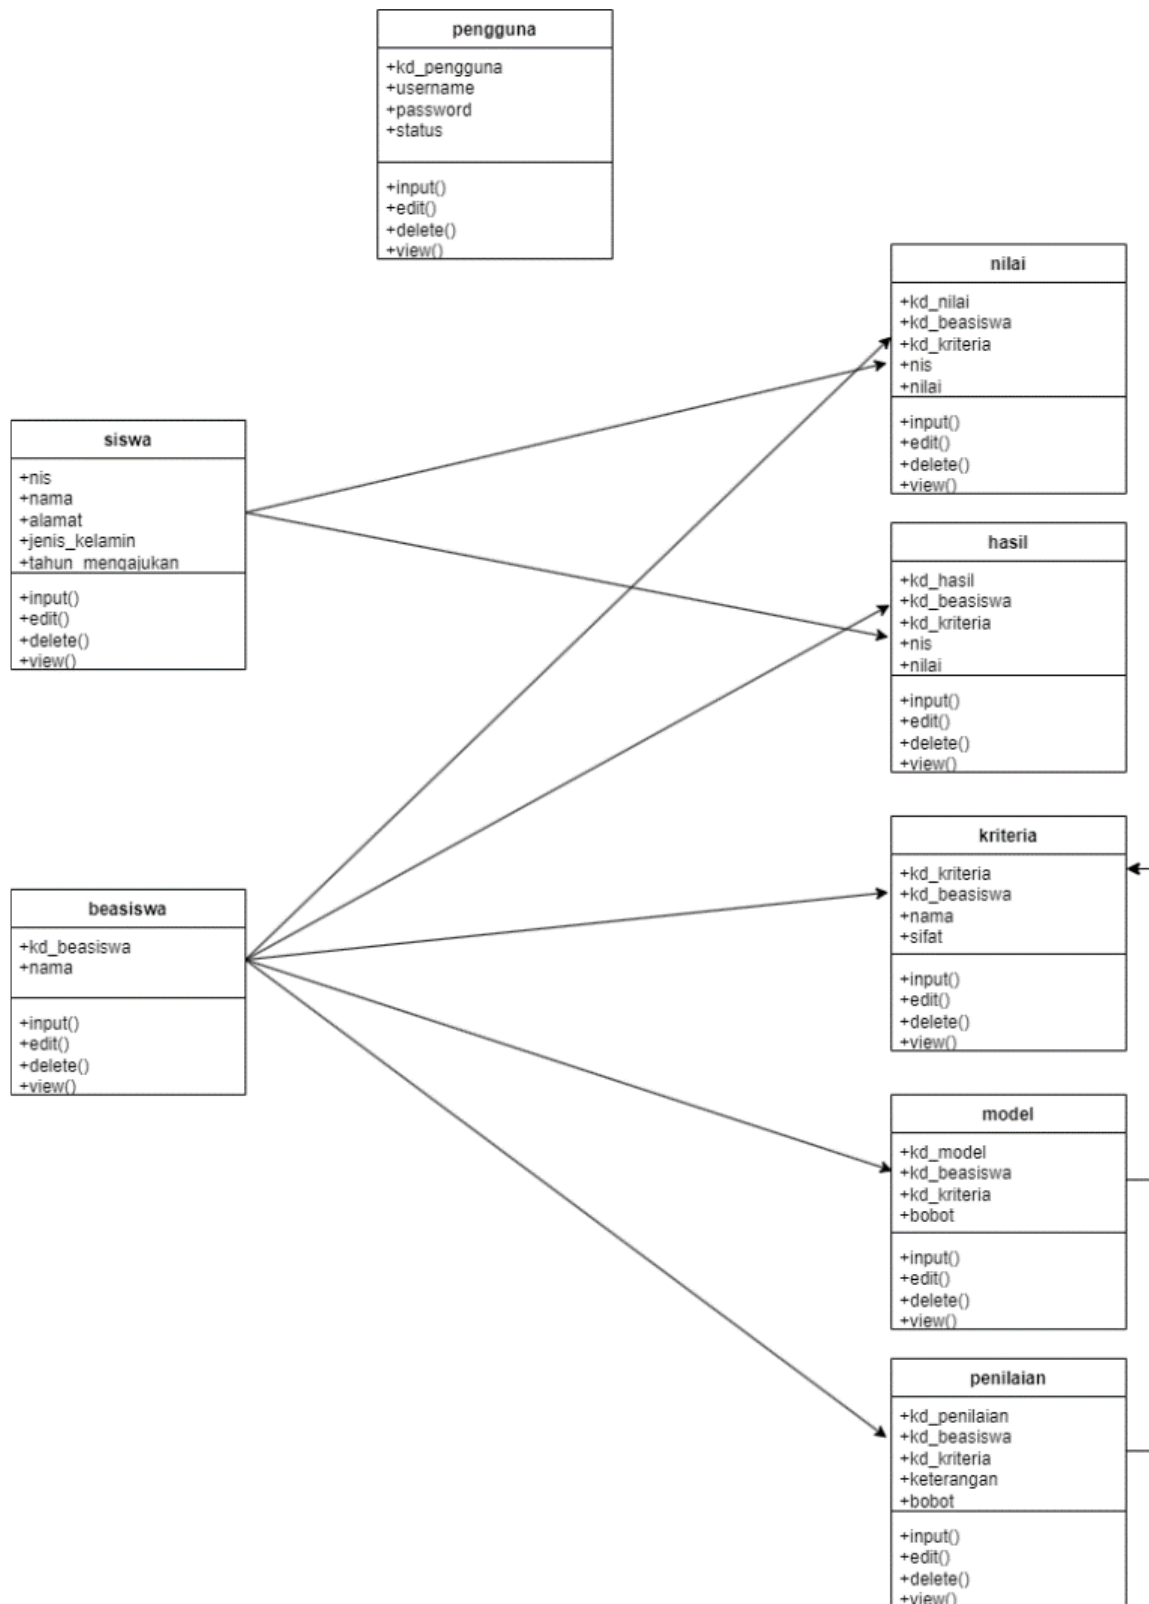 pengguna
+kd_pengguna
+username
+password
+status
+input()
+edit()
+delete()
+view()
nilai
+kd_nilai
+kd_beasiswa
+kd_kriteria
+nis
+nilai
+input()
+edit()
+delete()
+view()
siswa
+nis
+nama
+alamat
+jenis_kelamin
+tahun_mengajukan
+input()
+edit()
+delete()
+view()
hasil
+kd_hasil
+kd_beasiswa
+kd_kriteria
+nis
+nilai
+input()
+edit()
+delete()
+view()
kriteria
+kd_kriteria
+kd_beasiswa
+nama
+sifat
+input()
+edit()
+delete()
+view()
beasiswa
+kd_beasiswa
+nama
+input()
+edit()
+delete()
+view()
model
+kd_model
+kd_beasiswa
+kd_kriteria
+bobot
+input()
+edit()
+delete()
+view()
penilaian
+kd_penilaian
+kd_beasiswa
+kd_kriteria
+keterangan
+bobot
+input()
+edit()
+delete()
+view()